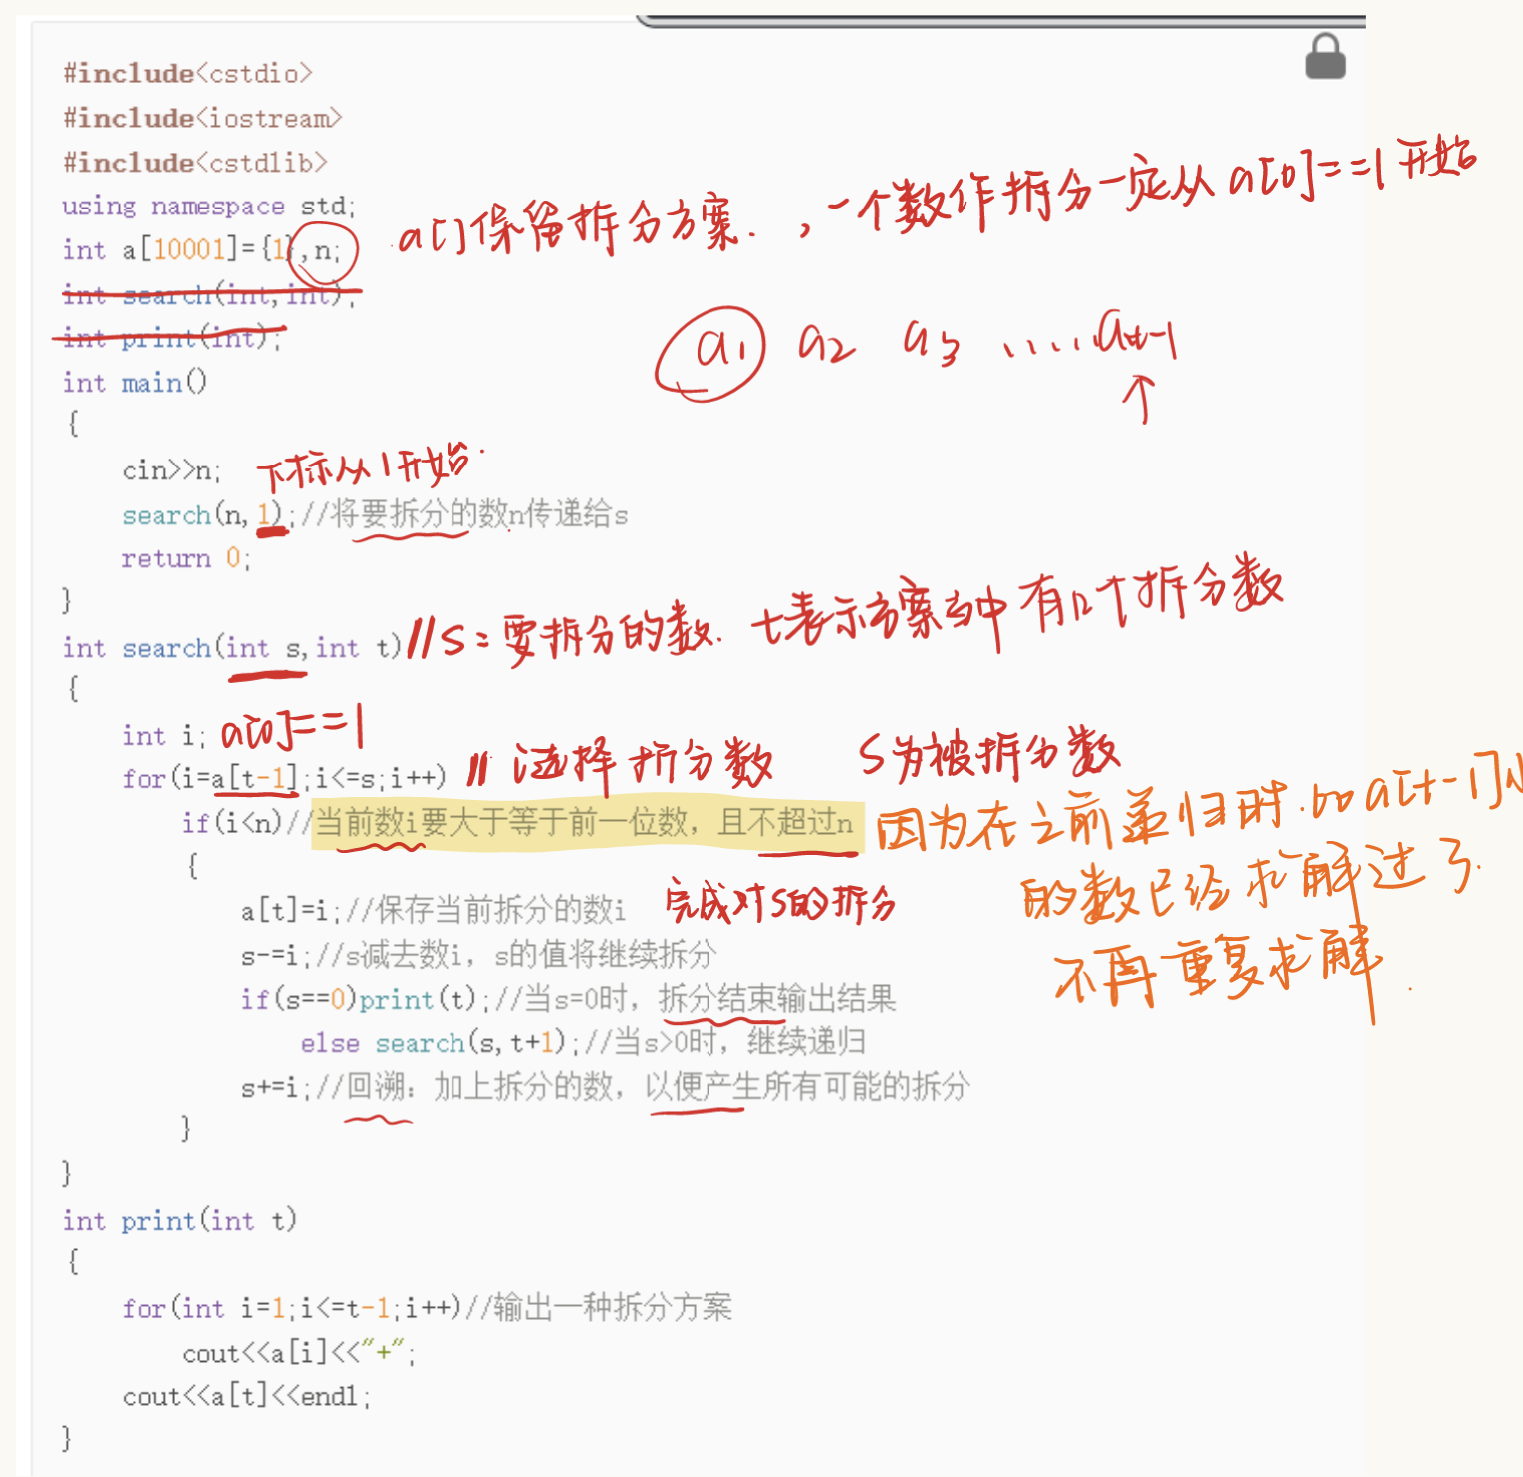 #include<cstdio>
#include<iostream>
#include<cstdlib>
using namespace std;
int a[10001]={1},n;
a[]保留拆分方案.,一个数作拆分一定从a[0]==1开始
int search(int,int);
int print(int);
a1 a2 a3 ......at-1
int main()
{
cin>>n;
下标从1开始.
search(n,1);//将要拆分的数n传递给s
return 0;
}
int search(int s,int t)//s=要拆分的数. t表示方案当中有几个拆分数
{
int i; a[0]==1
for(i=a[t-1];i<=s;i++) //i选择拆分数 S为被拆分数
if(i<n)//当前数i要大于等于前一位数，且不超过n 因为在之前递归时.比a[t-1]小
的数已经求解过了.
不再重复求解.
{
a[t]=i;//保存当前拆分的数i 完成对S的拆分
s-=i;//s减去数i，s的值将继续拆分
if(s==0)print(t);//当s=0时，拆分结束输出结果
else search(s,t+1);//当s>0时，继续递归
s+=i;//回溯：加上拆分的数，以便产生所有可能的拆分
}
}
int print(int t)
{
for(int i=1;i<=t-1;i++)//输出一种拆分方案
cout<<a[i]<<"+";
cout<<a[t]<<endl;
}